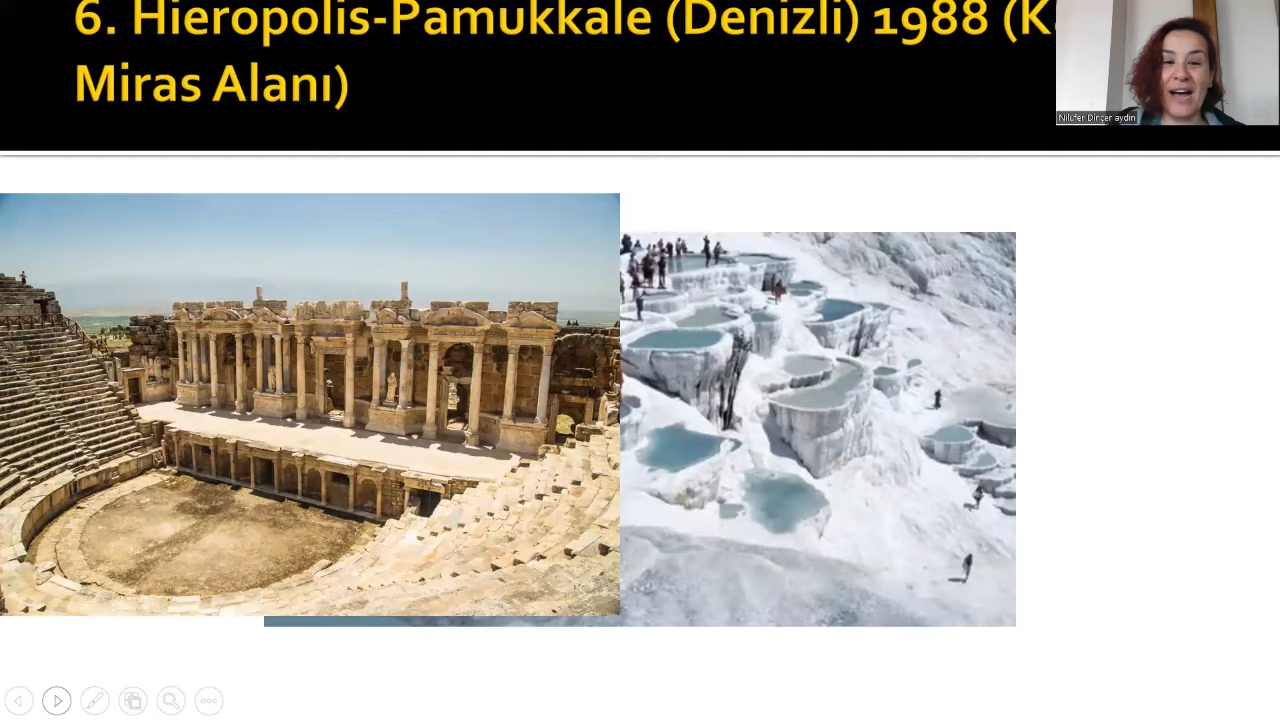 6. Hieropolis-Pamukkale (Denizli) 1988 (K
Miras Alanı)
Nilüfer Dinçer aydın